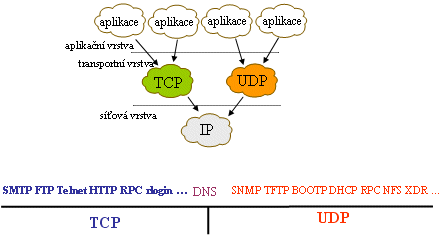 aplikace aplikace aplikace aplikace
aplikační vrstva
transportní vrstva
TCP UDP
síťová vrstva
IP
SMTP FTP Telnet HTTP RPC rlogin ... DNS SNMP TFTP BOOTP DHCP RPC NFS XDR ...
TCP UDP